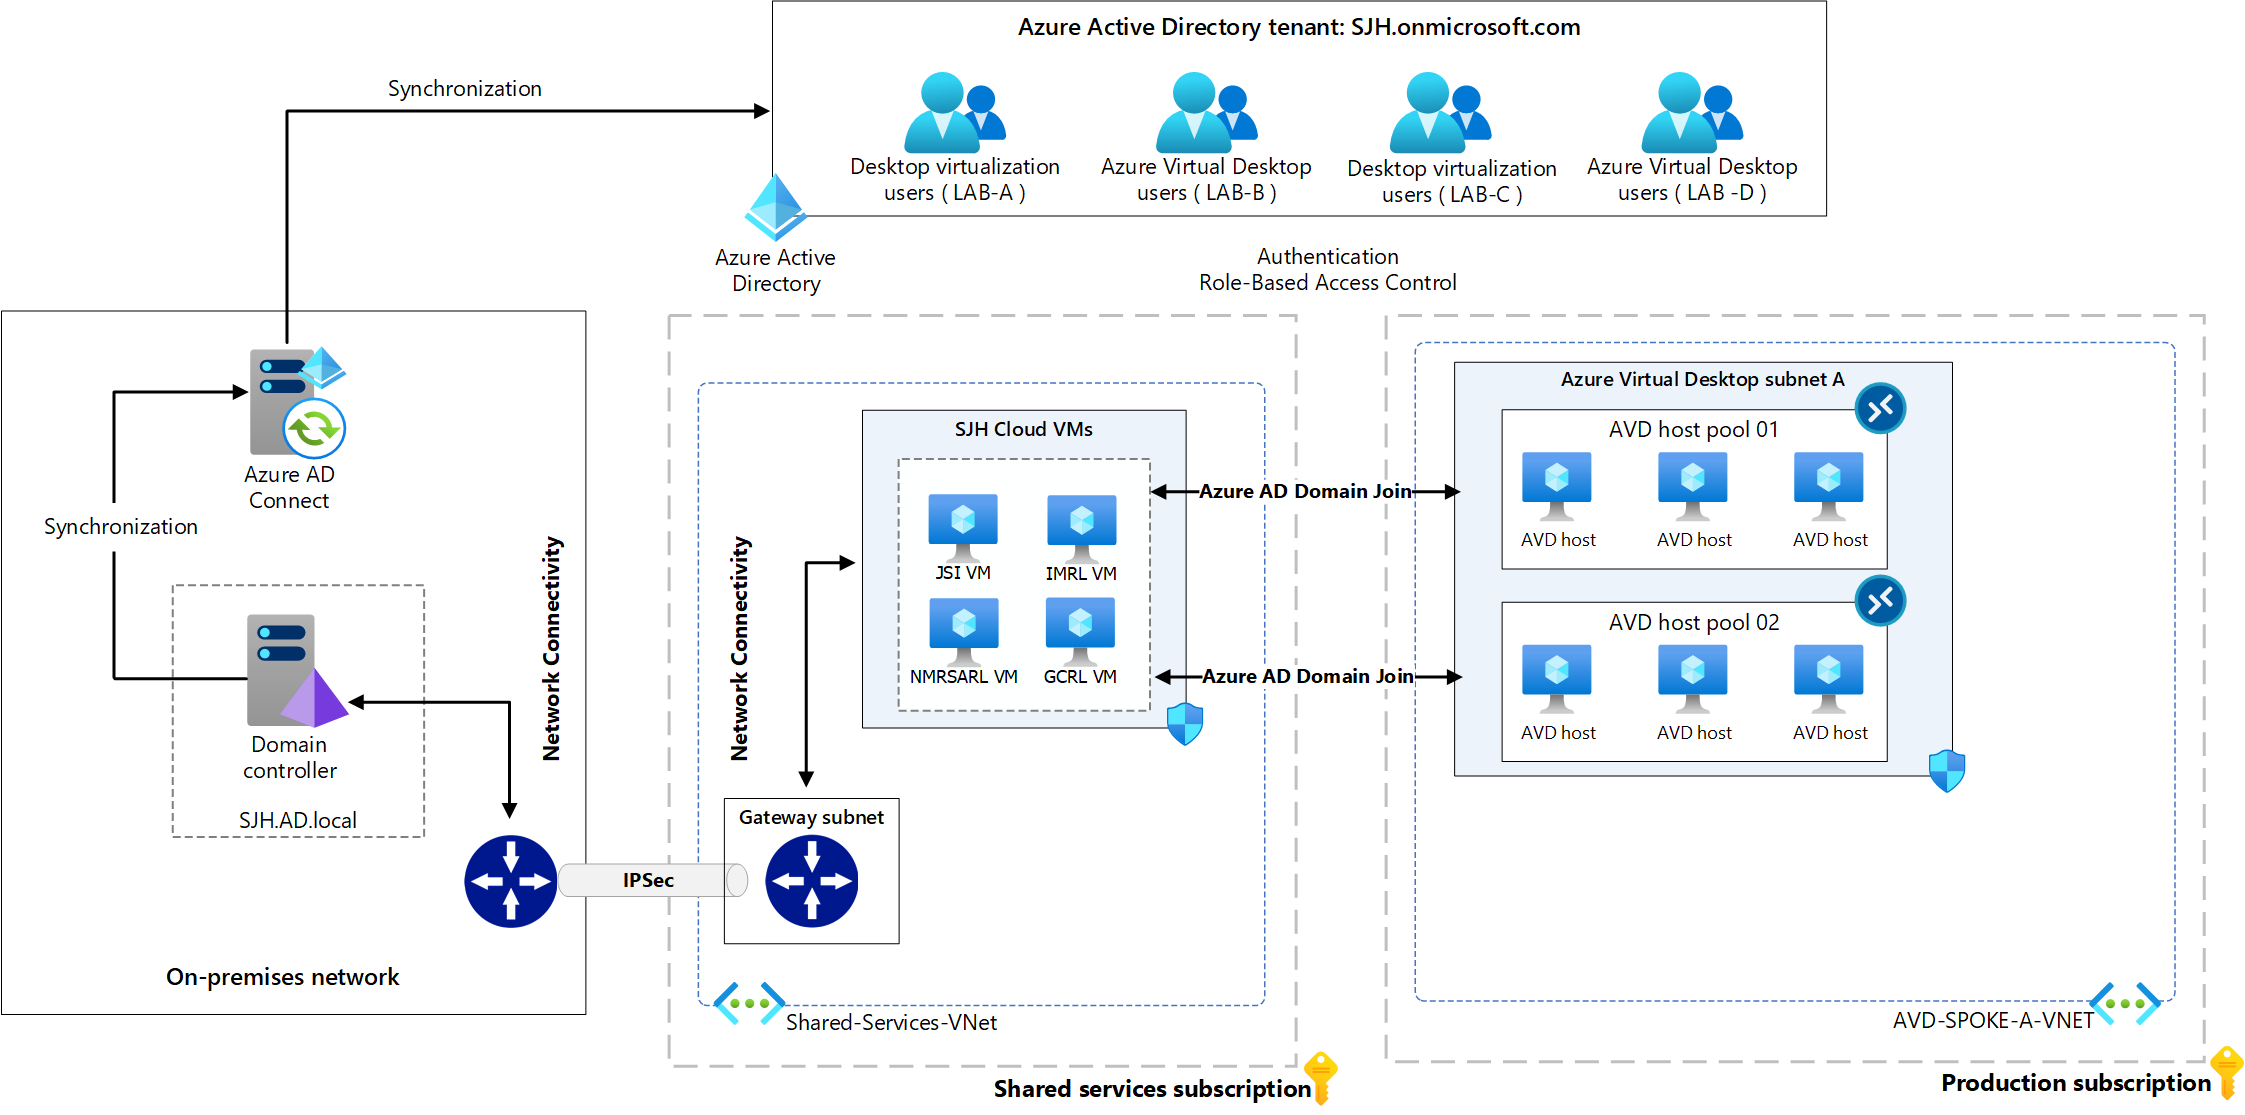 Azure Active Directory tenant: SJH.onmicrosoft.com
Synchronization
Desktop virtualization
users ( LAB-A )
Azure Virtual Desktop
users ( LAB-B )
Desktop virtualization
users ( LAB-C )
Azure Virtual Desktop
users ( LAB -D )
Azure Active
Directory
Authentication
Role-Based Access Control
Azure AD
Connect
Synchronization
Domain
controller
SJH.AD.local
Network Connectivity
On-premises network
IPSec
Network Connectivity
Gateway subnet
SJH Cloud VMs
JSI VM
IMRL VM
NMRSARL VM
GCRL VM
Shared-Services-VNet
Shared services subscription
Azure AD Domain Join
Azure AD Domain Join
Azure Virtual Desktop subnet A
AVD host pool 01
AVD host
AVD host
AVD host
AVD host pool 02
AVD host
AVD host
AVD host
AVD-SPOKE-A-VNET
Production subscription